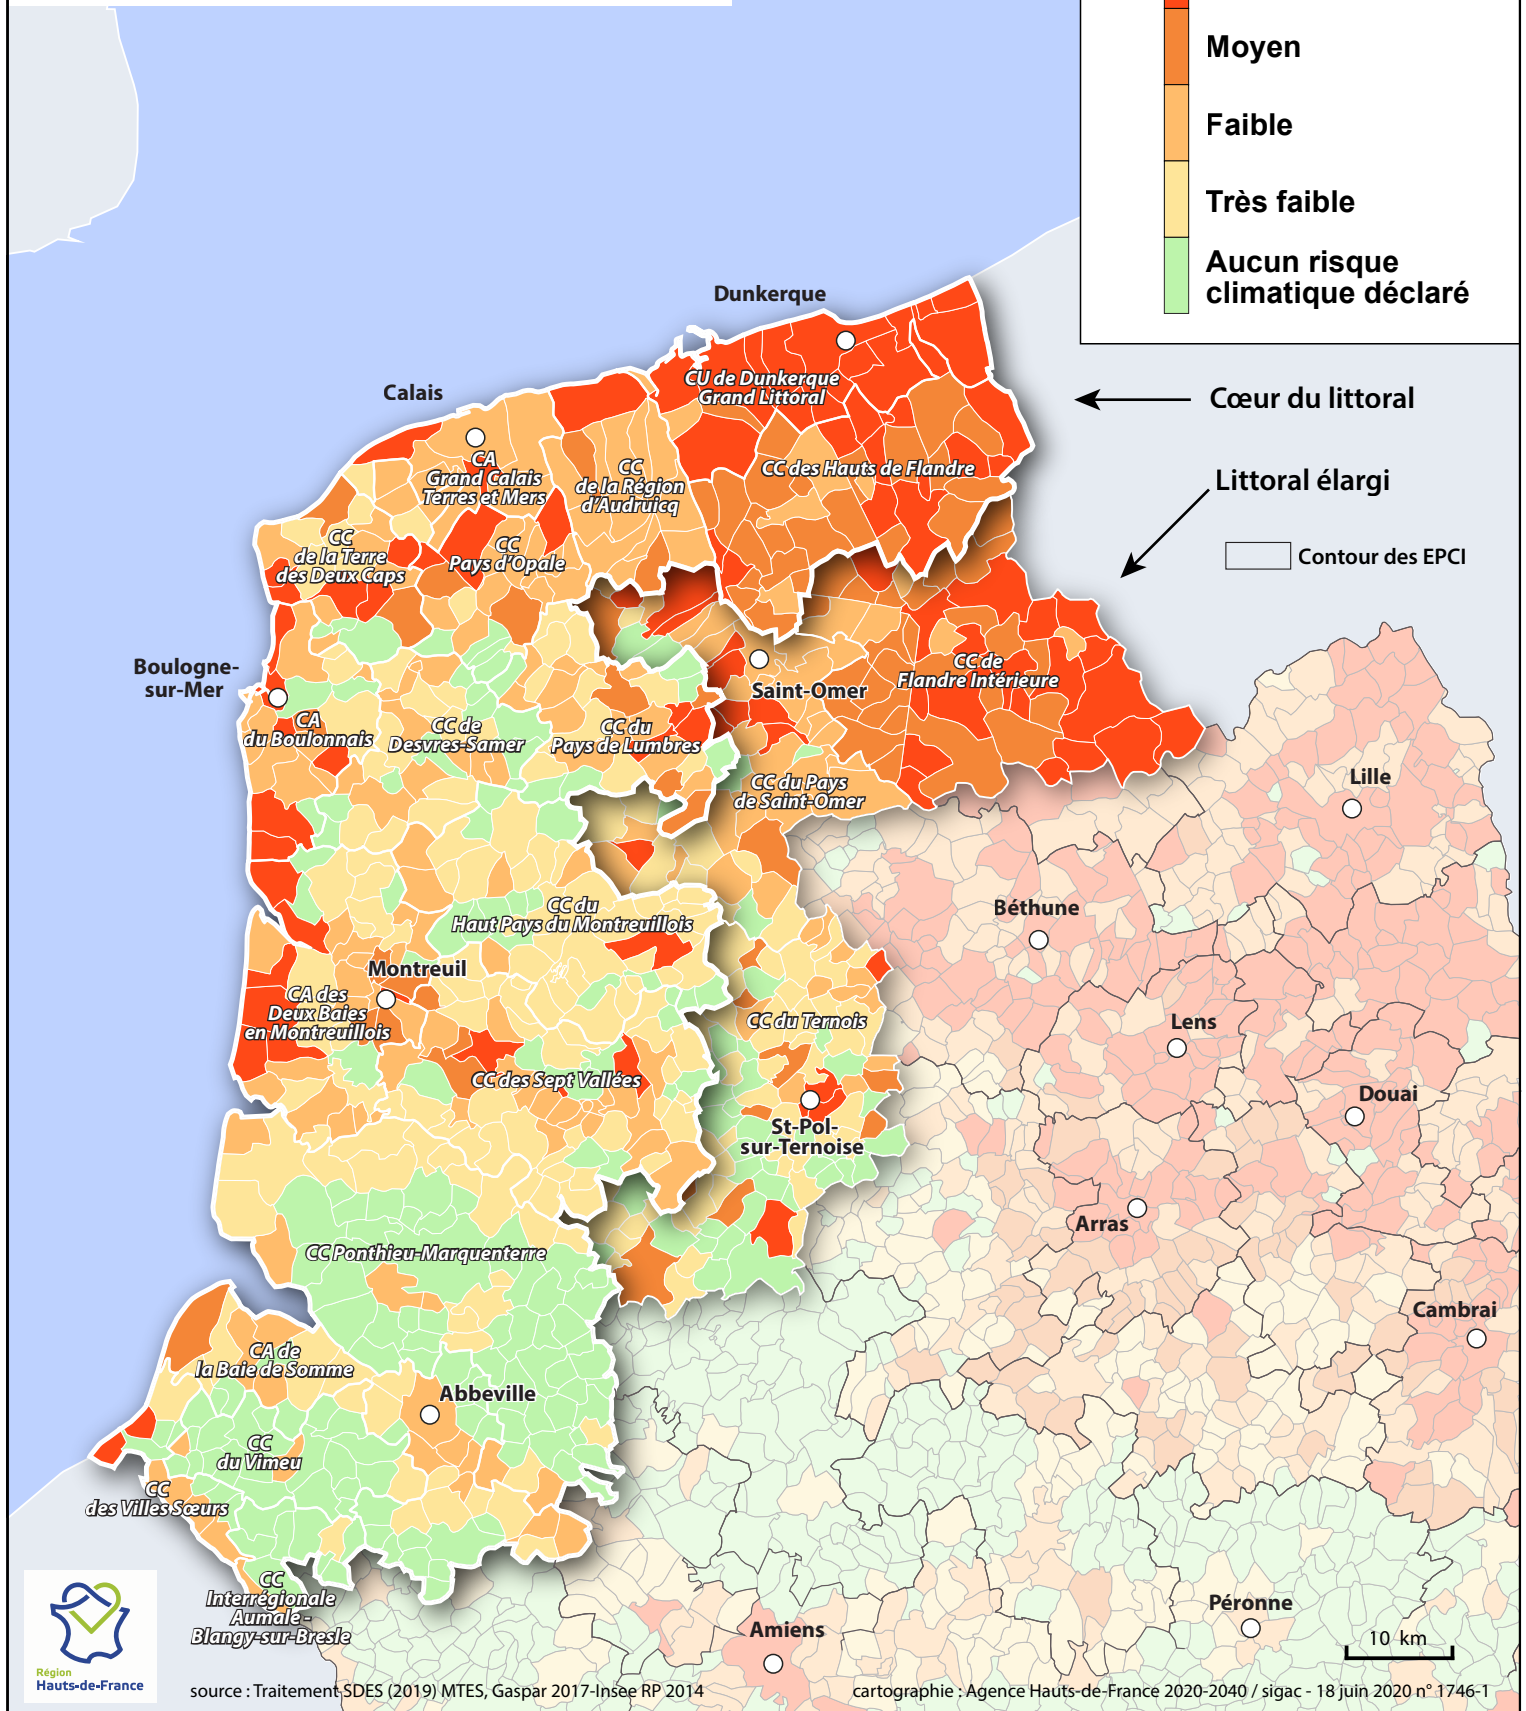 Moyen
Faible
Très faible
Aucun risque
climatique déclaré
Dunkerque
Calais
CU de Dunkerque
Grand Littoral
Cœur du littoral
CA
Grand Calais
Terres et Mers
CC
de la Région
d'Audruicq
CC des Hauts de Flandre
Littoral élargi
CC
de la Terre
des Deux Caps
CC
Pays d'Opale
Contour des EPCI
Boulogne-
sur-Mer
Saint-Omer
CC de
Flandre Intérieure
CA
du Boulonnais
CC de
Desvres-Samer
CC du
Pays de Lumbres
CC du Pays
de Saint-Omer
Lille
Béthune
CC du
Haut Pays du Montreuillois
Montreuil
CA des
Deux Baies
en Montreuillois
CC du Ternois
Lens
CC des Sept Vallées
Douai
St-Pol-
sur-Ternoise
Arras
CC Ponthieu-Marquenterre
Cambrai
CA de
la Baie de Somme
Abbeville
CC
du Vimeu
CC
des Villes Sœurs
CC
Interrégionale
Aumale -
Blangy-sur-Bresle
Amiens
Péronne
10 km
Région
Hauts-de-France
source : Traitement SDES (2019) MTES, Gaspar 2017-Insee RP 2014
cartographie : Agence Hauts-de-France 2020-2040 / sigac - 18 juin 2020 n° 1746-1